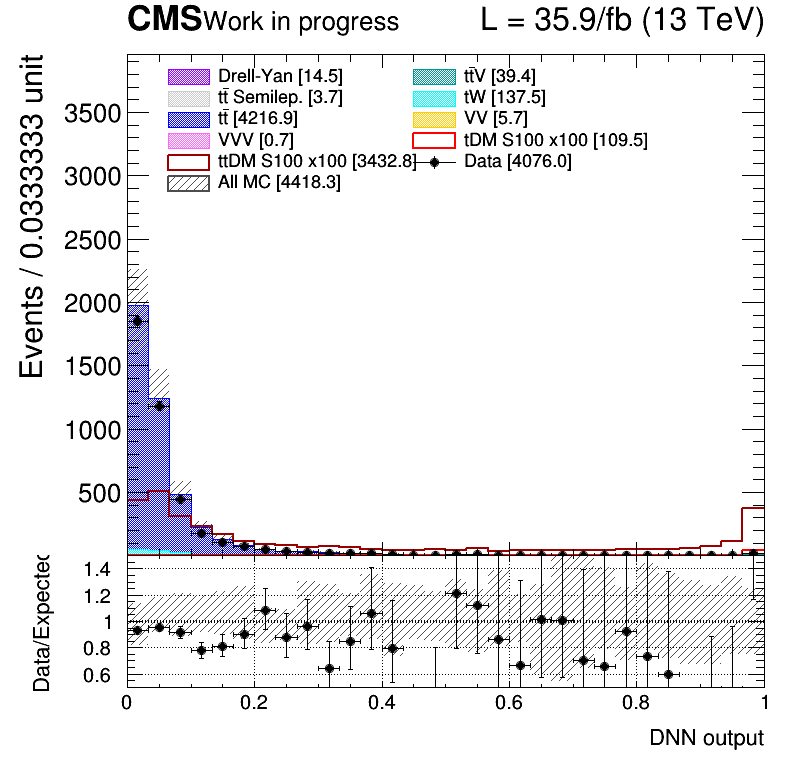 CMS Work in progress L = 35.9/fb (13 TeV)
Drell-Yan [14.5] tt̄V [39.4]
tt̄ Semilep. [3.7] tW [137.5]
tt̄ [4216.9] VV [5.7]
VVV [0.7] tDM S100 x100 [109.5]
ttDM S100 x100 [3432.8] Data [4076.0]
All MC [4418.3]
Events / 0.0333333 unit
3500
3000
2500
2000
1500
1000
500
Data/Expected
1.4
1.2
1
0.8
0.6
0 0.2 0.4 0.6 0.8 1
DNN output